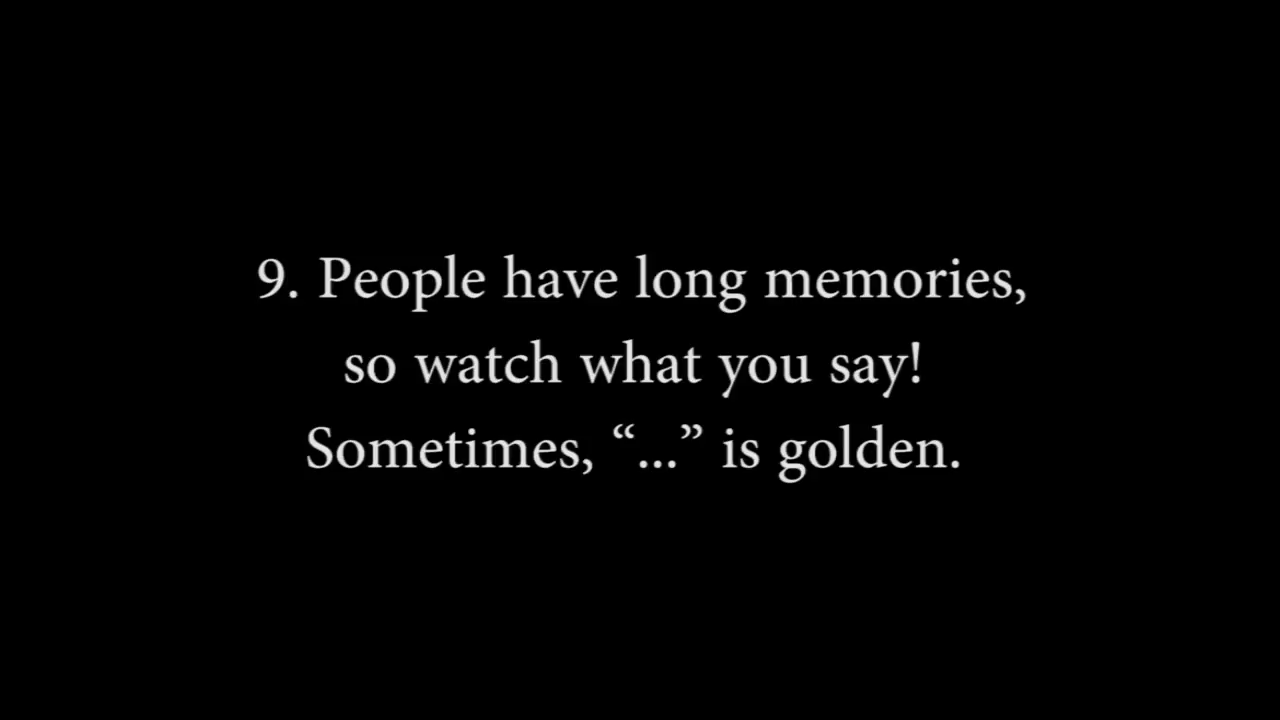 9. People have long memories,
so watch what you say!
Sometimes, “...” is golden.